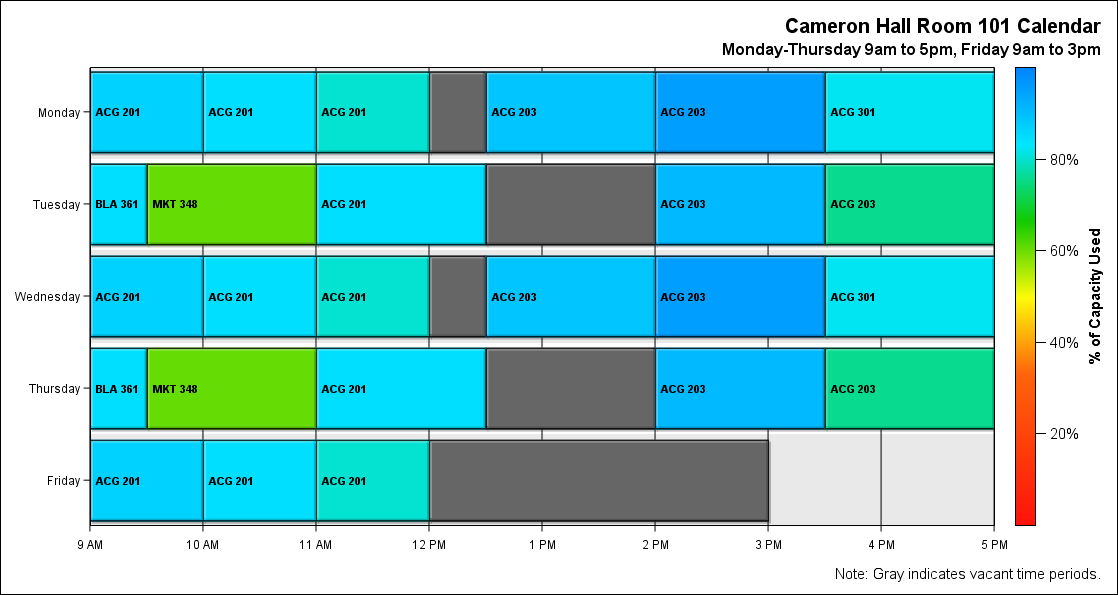 Cameron Hall Room 101 Calendar
Monday-Thursday 9am to 5pm, Friday 9am to 3pm
Monday ACG 201 ACG 201 ACG 201 ACG 203 ACG 203 ACG 301
80%
Tuesday BLA 361 MKT 348 ACG 201 ACG 203 ACG 203
60%
% of Capacity Used
Wednesday ACG 201 ACG 201 ACG 201 ACG 203 ACG 203 ACG 301
40%
Thursday BLA 361 MKT 348 ACG 201 ACG 203 ACG 203
20%
Friday ACG 201 ACG 201 ACG 201
9 AM 10 AM 11 AM 12 PM 1 PM 2 PM 3 PM 4 PM 5 PM
Note: Gray indicates vacant time periods.